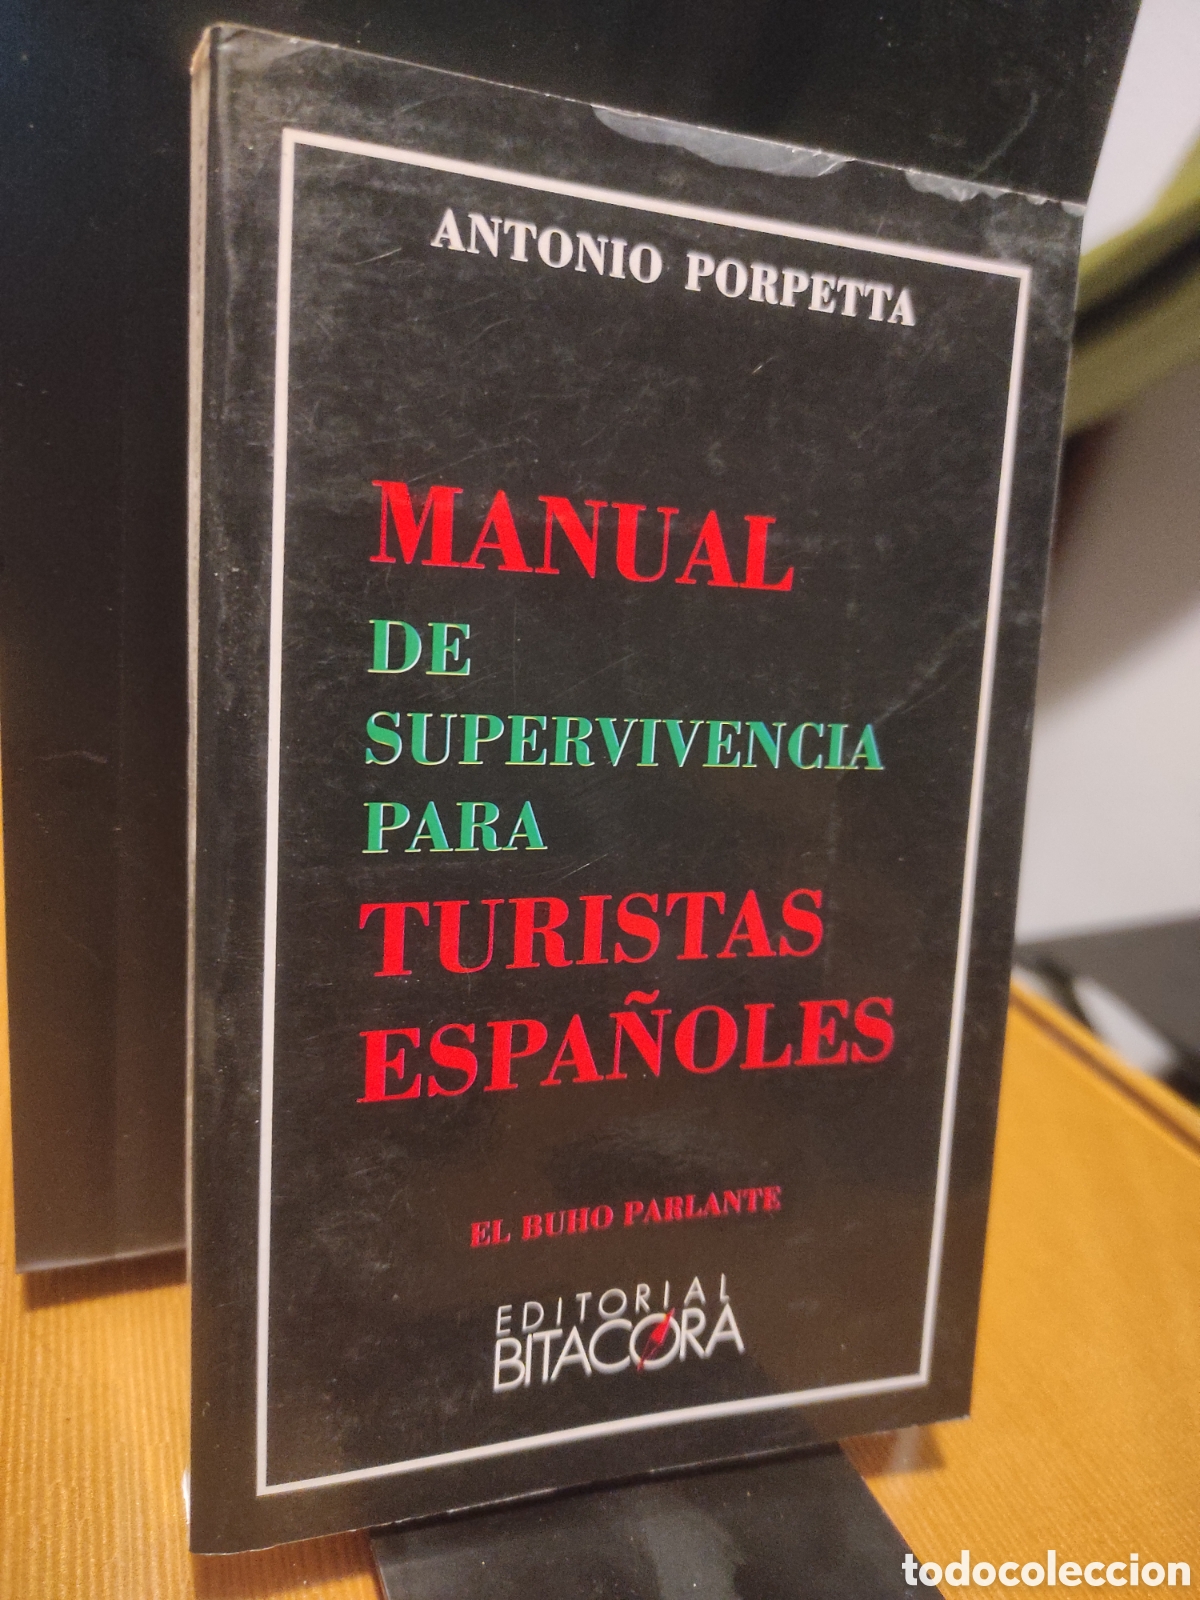 ANTONIO PORPETTA
MANUAL
DE
SUPERVIVENCIA
PARA
TURISTAS
ESPAÑOLES
EL BUHO PARLANTE
EDITORIAL
BITACORA
todocoleccion